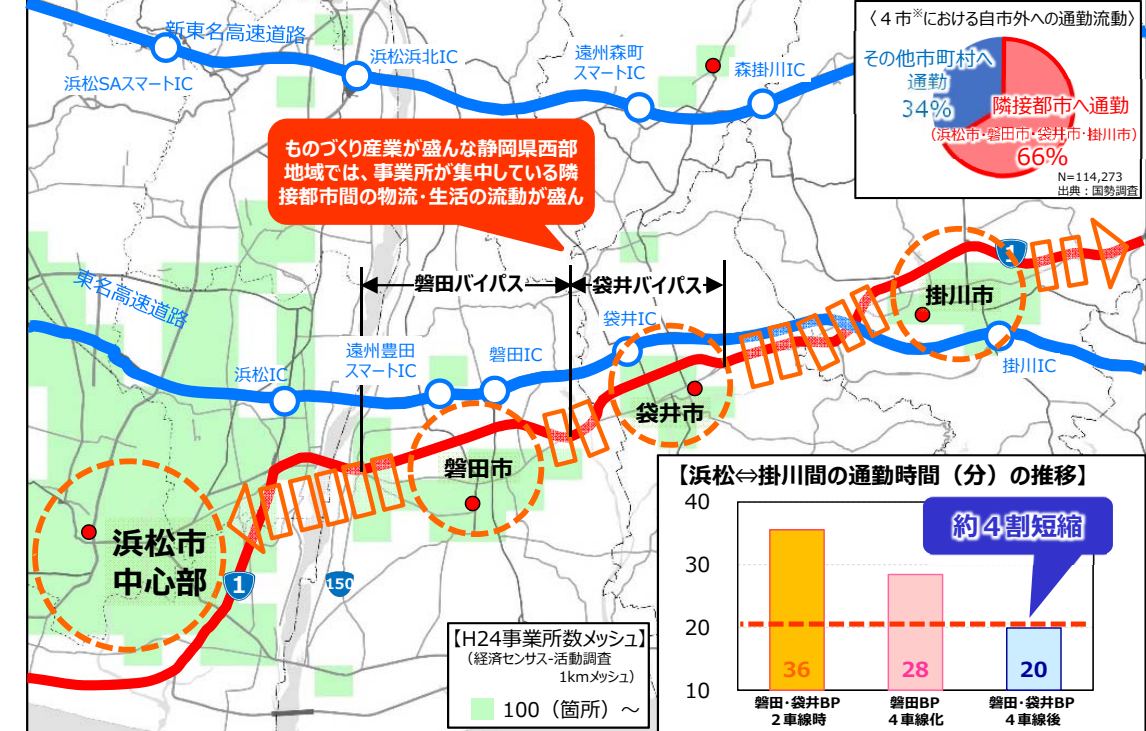 新東名高速道路
浜松SAスマートIC
浜松浜北IC
遠州森町
スマートIC
森掛川IC
〈４市※における自市外への通勤流動〉
その他市町村へ
通勤
34%
隣接都市へ通勤
（浜松市・磐田市・袋井市・掛川市）
66%
N=114,273
出典：国勢調査
ものづくり産業が盛んな静岡県西部
地域では、事業所が集中している隣
接都市間の物流・生活の流動が盛ん
磐田バイパス
袋井バイパス
1
掛川市
東名高速道路
浜松IC
遠州豊田
スマートIC
磐田IC
袋井IC
掛川IC
袋井市
磐田市
浜松市
中心部
1
150
【H24事業所数メッシュ】
（経済センサス-活動調査
1kmメッシュ）
100（箇所）～
【浜松⇔掛川間の通勤時間（分）の推移】
約４割短縮
40
30
20
10
36
28
20
磐田・袋井BP
２車線時
磐田BP
４車線化
磐田・袋井BP
４車線後